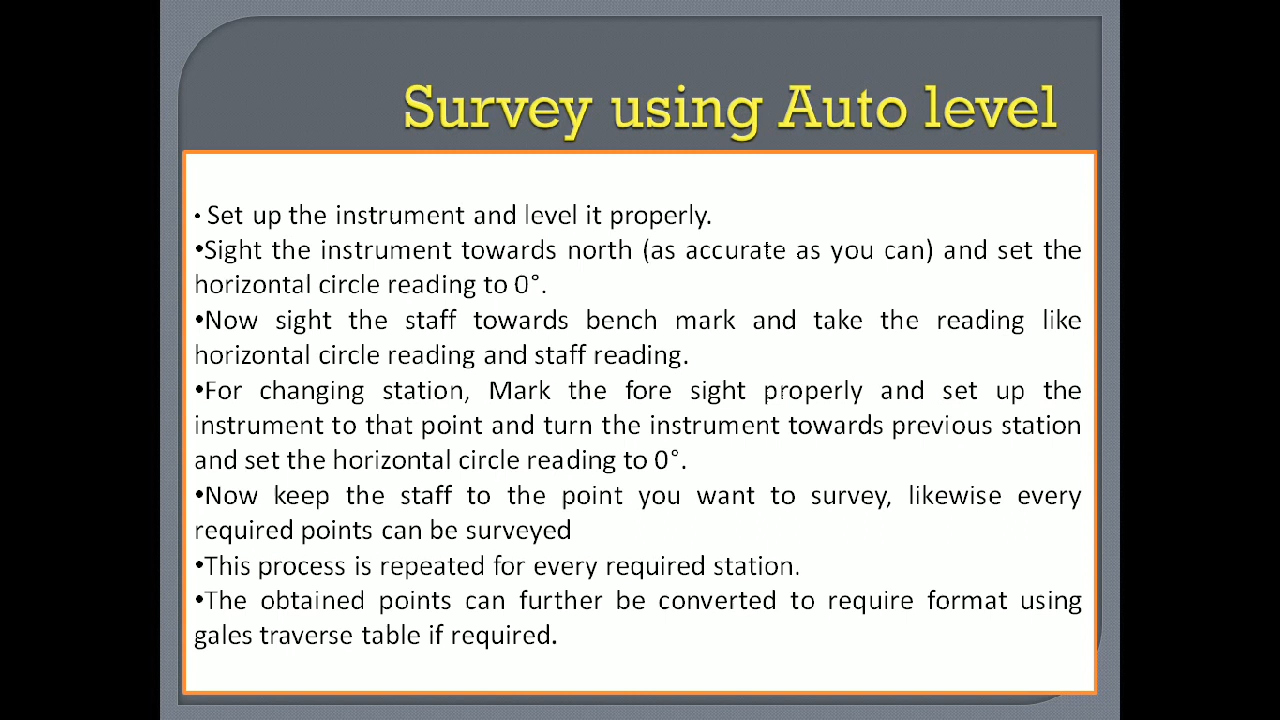 Survey using Auto level
• Set up the instrument and level it properly.
•Sight the instrument towards north (as accurate as you can) and set the
horizontal circle reading to 0°.
•Now sight the staff towards bench mark and take the reading like
horizontal circle reading and staff reading.
•For changing station, Mark the fore sight properly and set up the
instrument to that point and turn the instrument towards previous station
and set the horizontal circle reading to 0°.
•Now keep the staff to the point you want to survey, likewise every
required points can be surveyed
•This process is repeated for every required station.
•The obtained points can further be converted to require format using
gales traverse table if required.